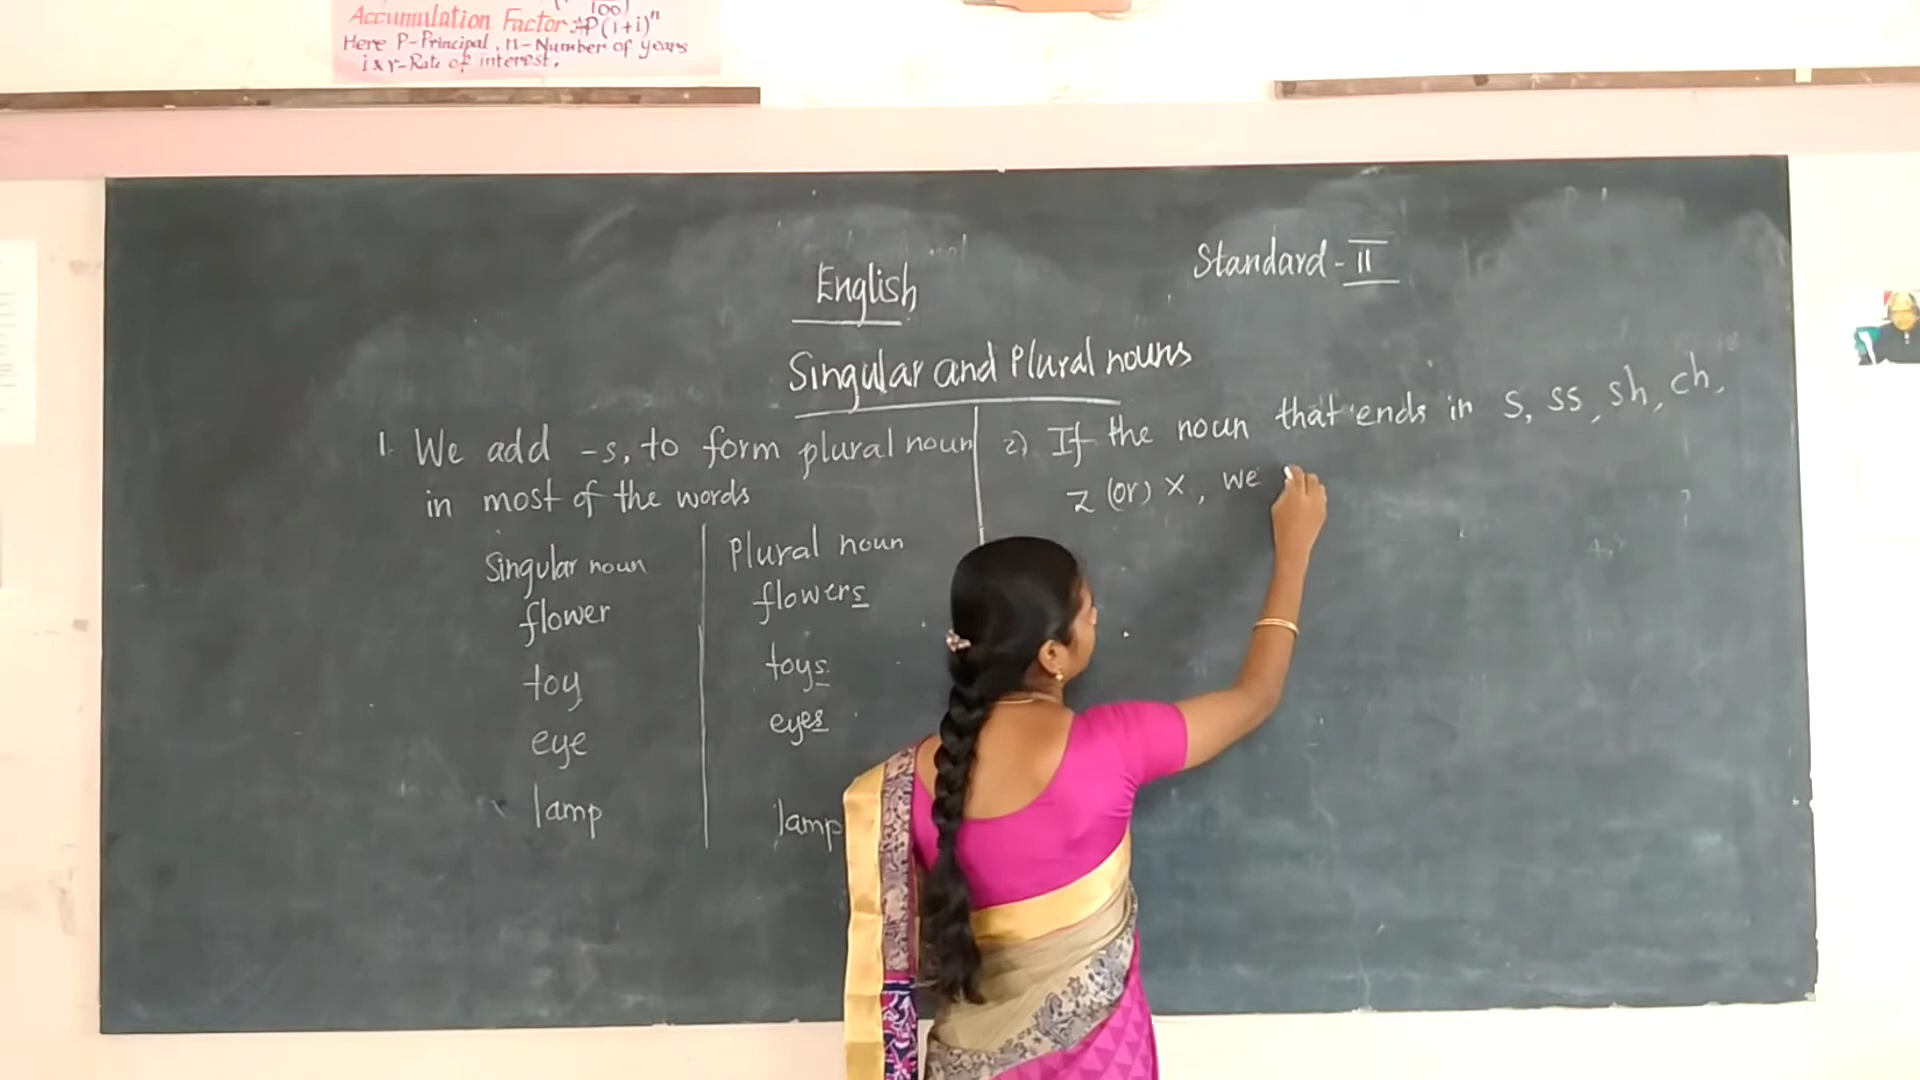 100)
Accumulation Factor: AP(1+i)ⁿ
Here P-Principal, n-Number of years
i & r-Rate of interest.
Standard - II
English
Singular and Plural nouns
1. We add -s, to form plural noun
in most of the words
Singular noun
Plural noun
flower
flowers
toy
toys
eye
eyes
lamp
lamp
2) If the noun that ends in s, ss, sh, ch,
z (or) x, we